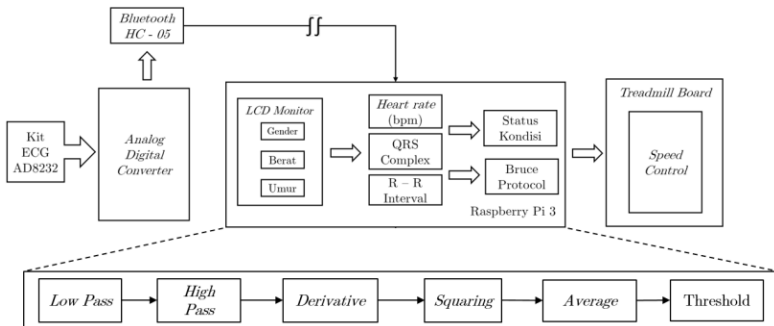 Bluetooth
HC - 05
Kit
ECG
AD8232
Analog
Digital
Converter
LCD Monitor
Gender
Berat
Umur
Heart rate
(bpm)
QRS
Complex
R – R
Interval
Status
Kondisi
Bruce
Protocol
Raspberry Pi 3
Treadmill Board
Speed
Control
Low Pass
High
Pass
Derivative
Squaring
Average
Threshold